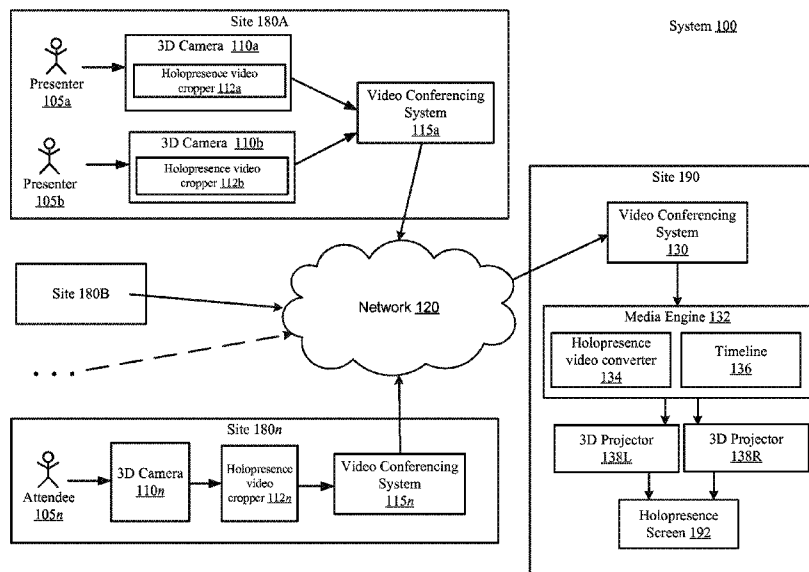 Site 180A
System 100
3D Camera 110a
Holopresence video
cropper 112a
Presenter
105a
Video Conferencing
System
115a
3D Camera 110b
Holopresence video
cropper 112b
Presenter
105b
Site 190
Video Conferencing
System
130
Site 180B
Network 120
Media Engine 132
Holopresence
video converter
134
Timeline
136
. . .
Site 180n
3D Projector
138L
3D Projector
138R
Attendee
105n
3D Camera
110n
Holopresence
video
cropper
112n
Video Conferencing
System
115n
Holopresence
Screen 192